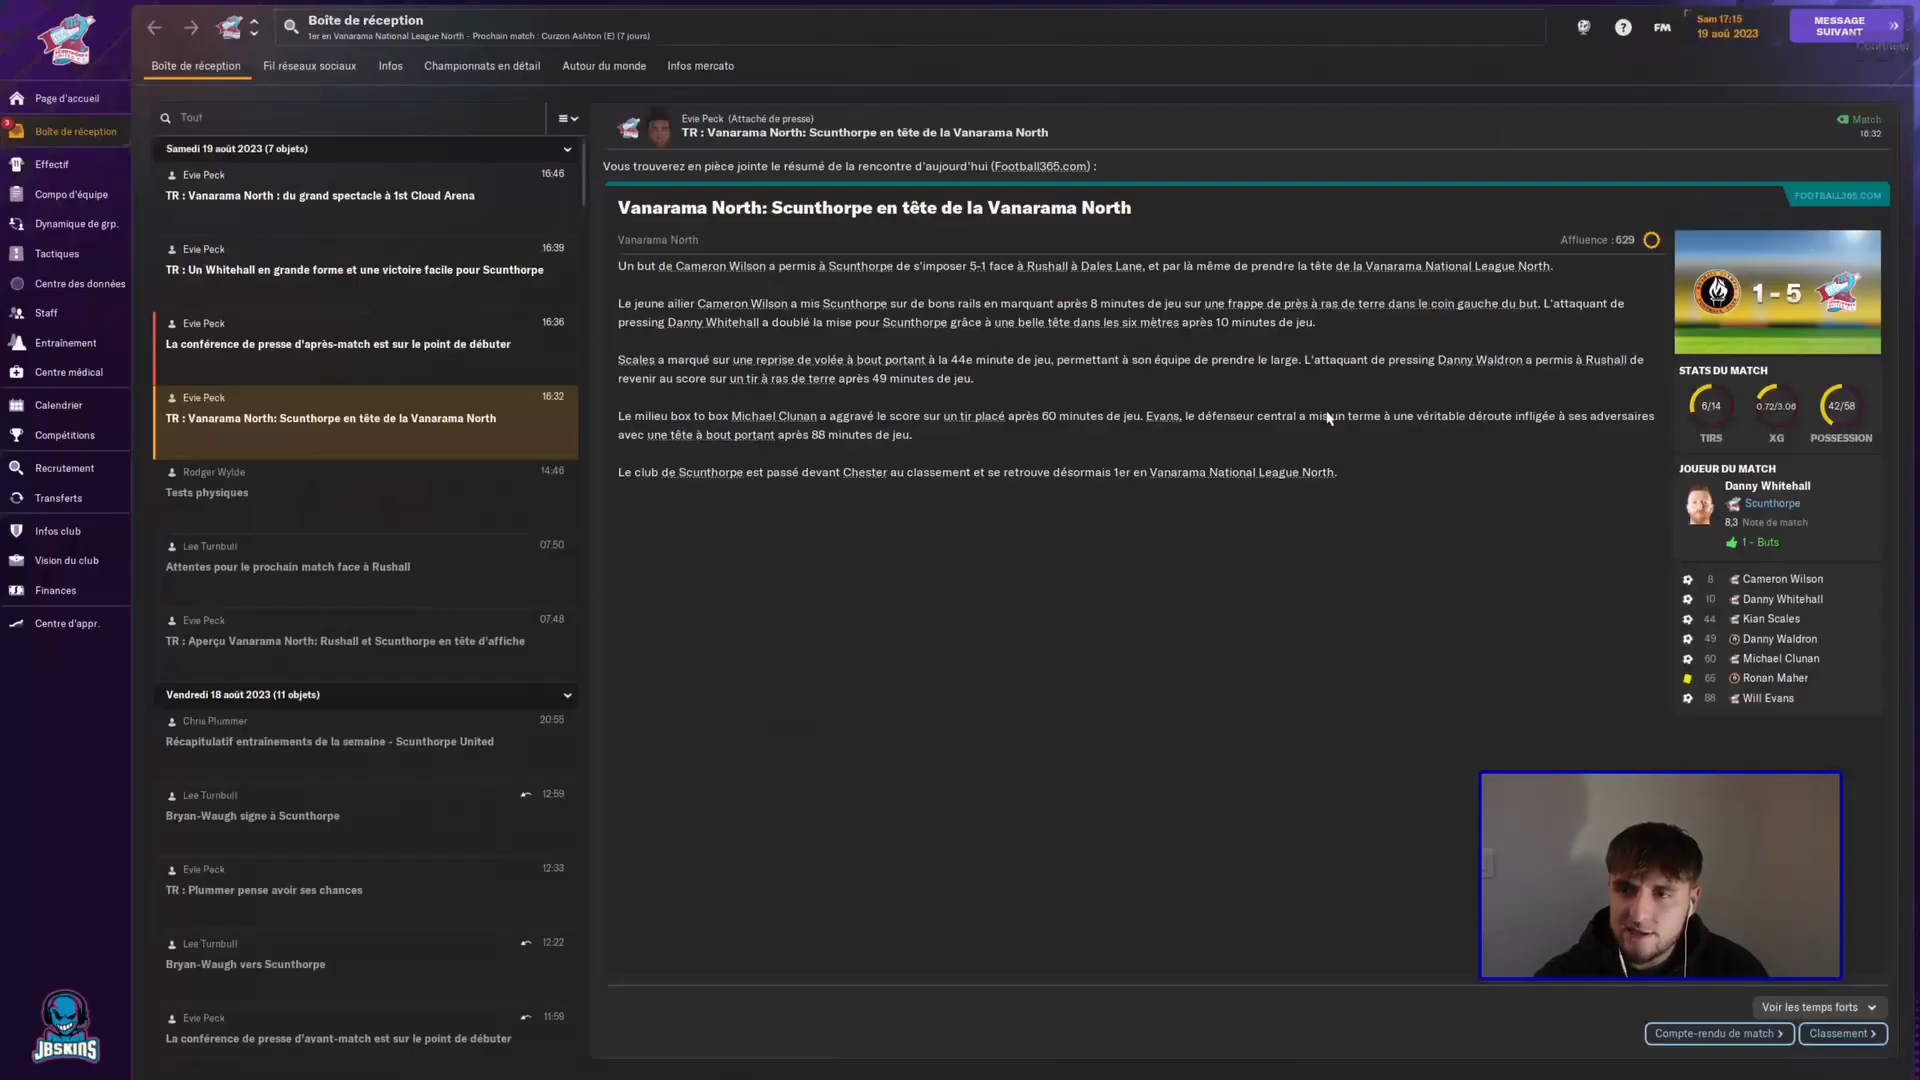 Boîte de réception
1er en Vanarama National League North - Prochain match : Curzon Ashton (E) (7 jours)
FM
Sam 17:15
19 aoû 2023
MESSAGE
SUIVANT
Boîte de réception
Fil réseaux sociaux
Infos
Championnats en détail
Autour du monde
Infos mercato
Page d'accueil
3
Boîte de réception
Effectif
Compo d'équipe
Dynamique de grp.
Tactiques
Centre des données
Staff
Entraînement
Centre médical
Calendrier
Compétitions
Recrutement
Transferts
Infos club
Vision du club
Finances
Centre d'appr.
JBSKINS
Tout
Samedi 19 août 2023 (7 objets)
Evie Peck 16:46
TR : Vanarama North : du grand spectacle à 1st Cloud Arena
Evie Peck 16:39
TR : Un Whitehall en grande forme et une victoire facile pour Scunthorpe
Evie Peck 16:36
La conférence de presse d'après-match est sur le point de débuter
Evie Peck 16:32
TR : Vanarama North: Scunthorpe en tête de la Vanarama North
Rodger Wylde 14:46
Tests physiques
Lee Turnbull 07:50
Attentes pour le prochain match face à Rushall
Evie Peck 07:48
TR : Aperçu Vanarama North: Rushall et Scunthorpe en tête d'affiche
Vendredi 18 août 2023 (11 objets)
Chris Plummer 20:55
Récapitulatif entraînements de la semaine - Scunthorpe United
Lee Turnbull 12:59
Bryan-Waugh signe à Scunthorpe
Evie Peck 12:33
TR : Plummer pense avoir ses chances
Lee Turnbull 12:22
Bryan-Waugh vers Scunthorpe
Evie Peck 11:59
La conférence de presse d'avant-match est sur le point de débuter
Evie Peck (Attaché de presse)
TR : Vanarama North: Scunthorpe en tête de la Vanarama North
Match
16:32
Vous trouverez en pièce jointe le résumé de la rencontre d'aujourd'hui (Football365.com) :
FOOTBALL365.COM
Vanarama North: Scunthorpe en tête de la Vanarama North
Vanarama North
Affluence : 629
Un but de Cameron Wilson a permis à Scunthorpe de s'imposer 5-1 face à Rushall à Dales Lane, et par là même de prendre la tête de la Vanarama National League North.
Le jeune ailier Cameron Wilson a mis Scunthorpe sur de bons rails en marquant après 8 minutes de jeu sur une frappe de près à ras de terre dans le coin gauche du but. L'attaquant de
pressing Danny Whitehall a doublé la mise pour Scunthorpe grâce à une belle tête dans les six mètres après 10 minutes de jeu.
Scales a marqué sur une reprise de volée à bout portant à la 44e minute de jeu, permettant à son équipe de prendre le large. L'attaquant de pressing Danny Waldron a permis à Rushall de
revenir au score sur un tir à ras de terre après 49 minutes de jeu.
Le milieu box to box Michael Clunan a aggravé le score sur un tir placé après 60 minutes de jeu. Evans, le défenseur central a mis un terme à une véritable déroute infligée à ses adversaires
avec une tête à bout portant après 88 minutes de jeu.
Le club de Scunthorpe est passé devant Chester au classement et se retrouve désormais 1er en Vanarama National League North.
1 - 5
STATS DU MATCH
6/14
0.72/3.06
42/58
TIRS
XG
POSSESSION
JOUEUR DU MATCH
Danny Whitehall
Scunthorpe
8,3 Note de match
1 - Buts
8 Cameron Wilson
10 Danny Whitehall
44 Kian Scales
49 Danny Waldron
60 Michael Clunan
65 Ronan Maher
88 Will Evans
Voir les temps forts
Compte-rendu de match
Classement